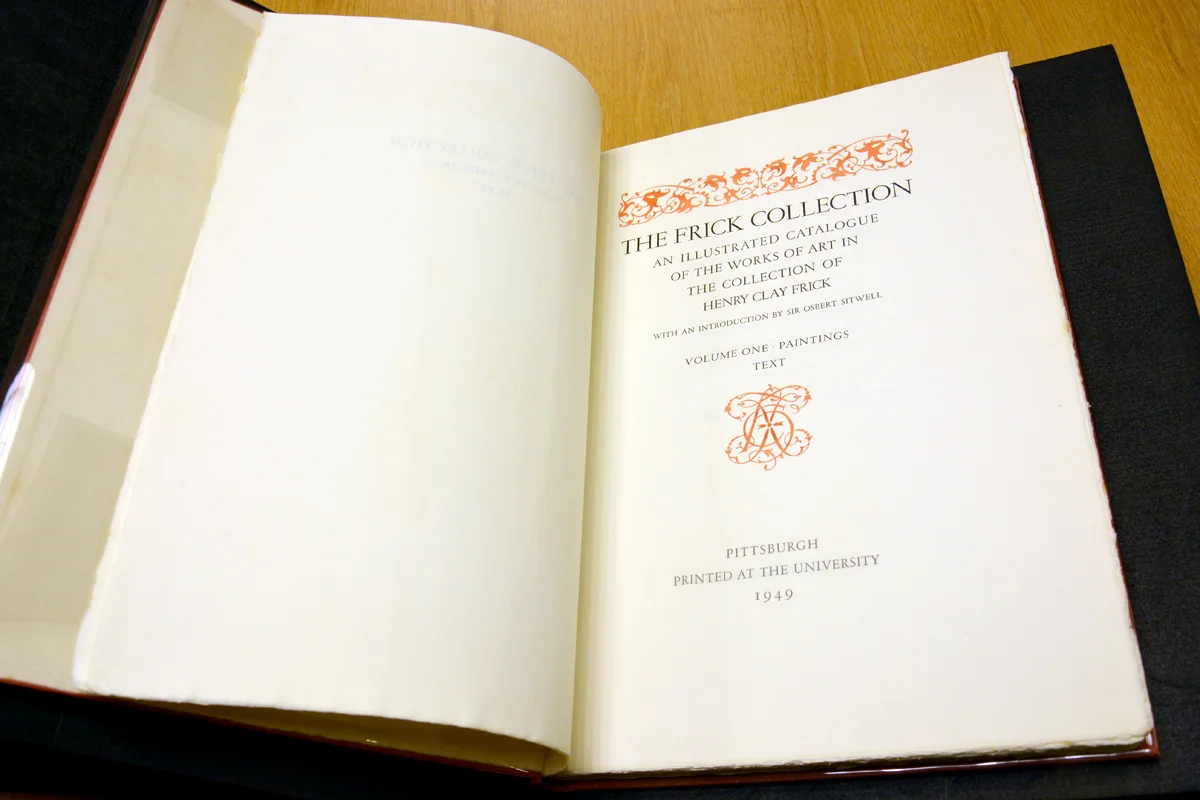 THE FRICK COLLECTION
AN ILLUSTRATED CATALOGUE
OF THE WORKS OF ART IN
THE COLLECTION OF
HENRY CLAY FRICK
WITH AN INTRODUCTION BY SIR OSBERT SITWELL
VOLUME ONE · PAINTINGS
TEXT
PITTSBURGH
PRINTED AT THE UNIVERSITY
1949